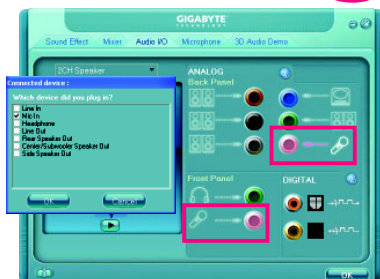 GIGABYTE
TECHNOLOGY
Sound Effect
Mixer
Audio I/O
Microphone
3D Audio Demo
2CH Speaker
ANALOG
Back Panel
Connected device :
Which device did you plug in?
Line In
Mic In
Headphone
Line Out
Rear Speaker Out
Center/Subwoofer Speaker Out
Side Speaker Out
OK
Cancel
Front Panel
DIGITAL
OK